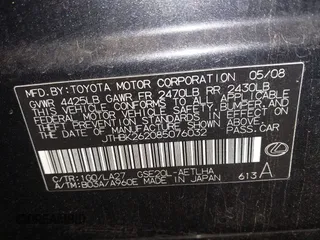 MFD.BY:TOYOTA MOTOR CORPORATION 05/08
GVWR 4425LB GAWR FR 2470LB RR 2430LB
THIS VEHICLE CONFORMS TO ALL APPLICABLE
FEDERAL MOTOR VEHICLE SAFETY, BUMPER, AND
THEFT PREVENTION STANDARDS IN EFFECT ON
THE DATE OF MANUFACTURE SHOWN ABOVE.
JTHBK262085076032
PASS. CAR
C/TR:1G0/LA27 GSE20L-AETLHA
A/TM:B03A/A960E MADE IN JAPAN 613 A